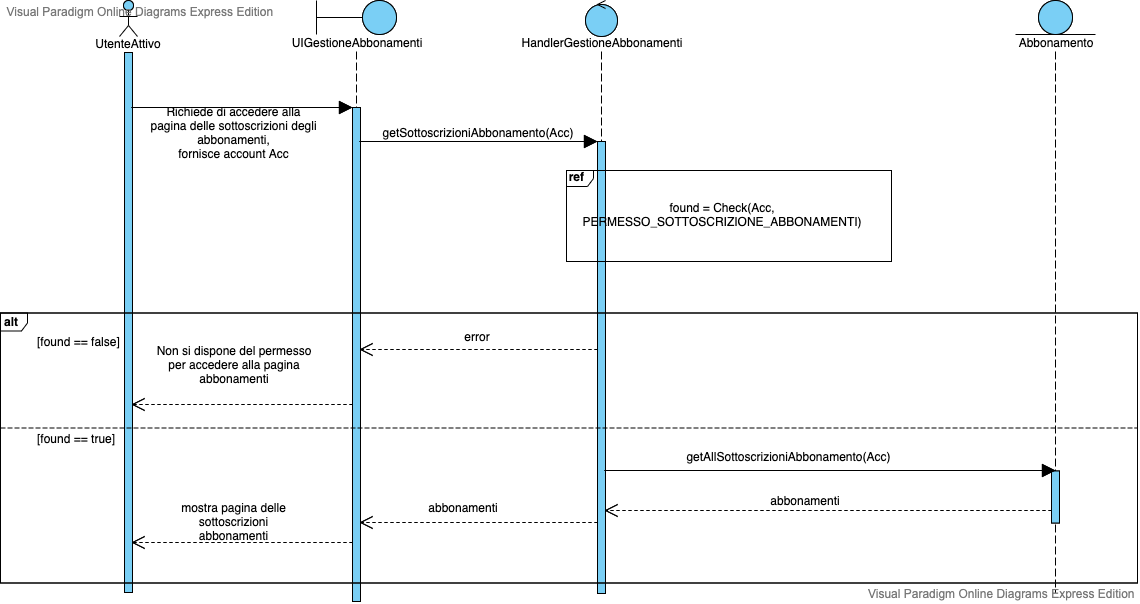 Visual Paradigm Online Diagrams Express Edition
UtenteAttivo
UIGestioneAbbonamenti
HandlerGestioneAbbonamenti
Abbonamento
Richiede di accedere alla
pagina delle sottoscrizioni degli
abbonamenti,
fornisce account Acc
getSottoscrizioniAbbonamento(Acc)
ref
found = Check(Acc,
PERMESSO_SOTTOSCRIZIONE_ABBONAMENTI)
alt
[found == false]
error
Non si dispone del permesso
per accedere alla pagina
abbonamenti
[found == true]
getAllSottoscrizioniAbbonamento(Acc)
abbonamenti
abbonamenti
mostra pagina delle
sottoscrizioni
abbonamenti
Visual Paradigm Online Diagrams Express Edition